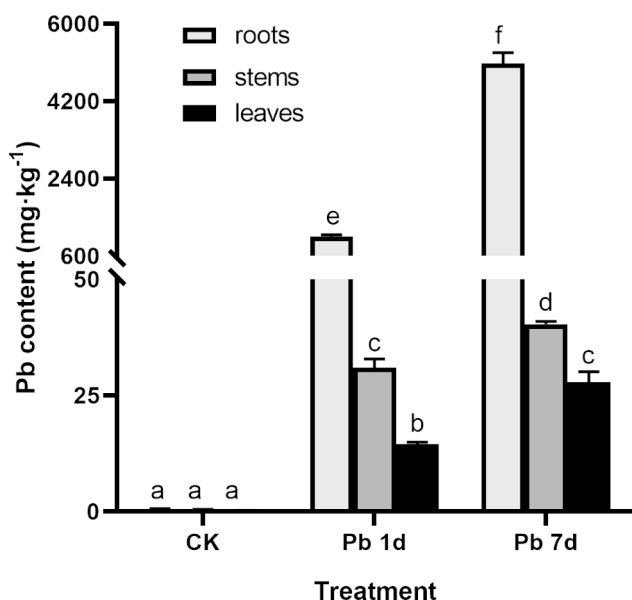 Pb content (mg·kg⁻¹)
6000
4200
2400
600
50
25
0
roots
stems
leaves
a a a
e
c
b
f
d
c
CK Pb 1d Pb 7d
Treatment